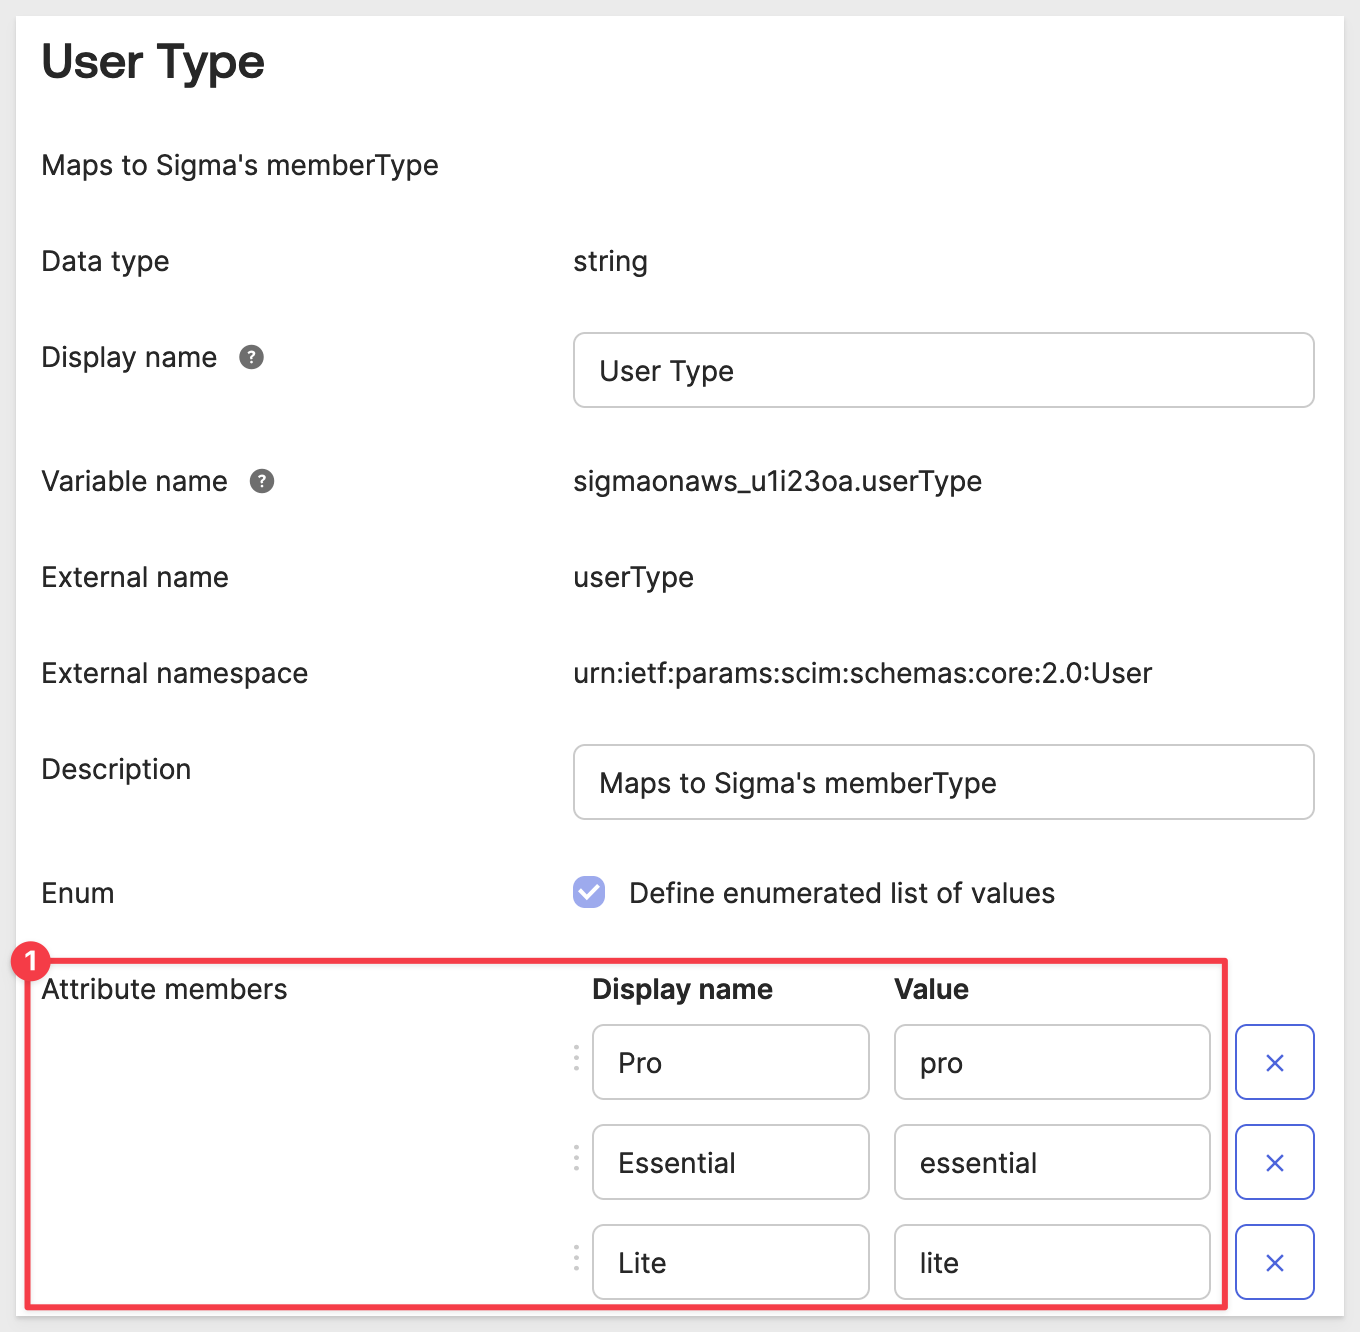 User Type
Maps to Sigma's memberType
Data type string
Display name ? User Type
Variable name ? sigmaonaws_u1i23oa.userType
External name userType
External namespace urn:ietf:params:scim:schemas:core:2.0:User
Description Maps to Sigma's memberType
Enum Define enumerated list of values
1
Attribute members Display name Value
Pro pro
Essential essential
Lite lite